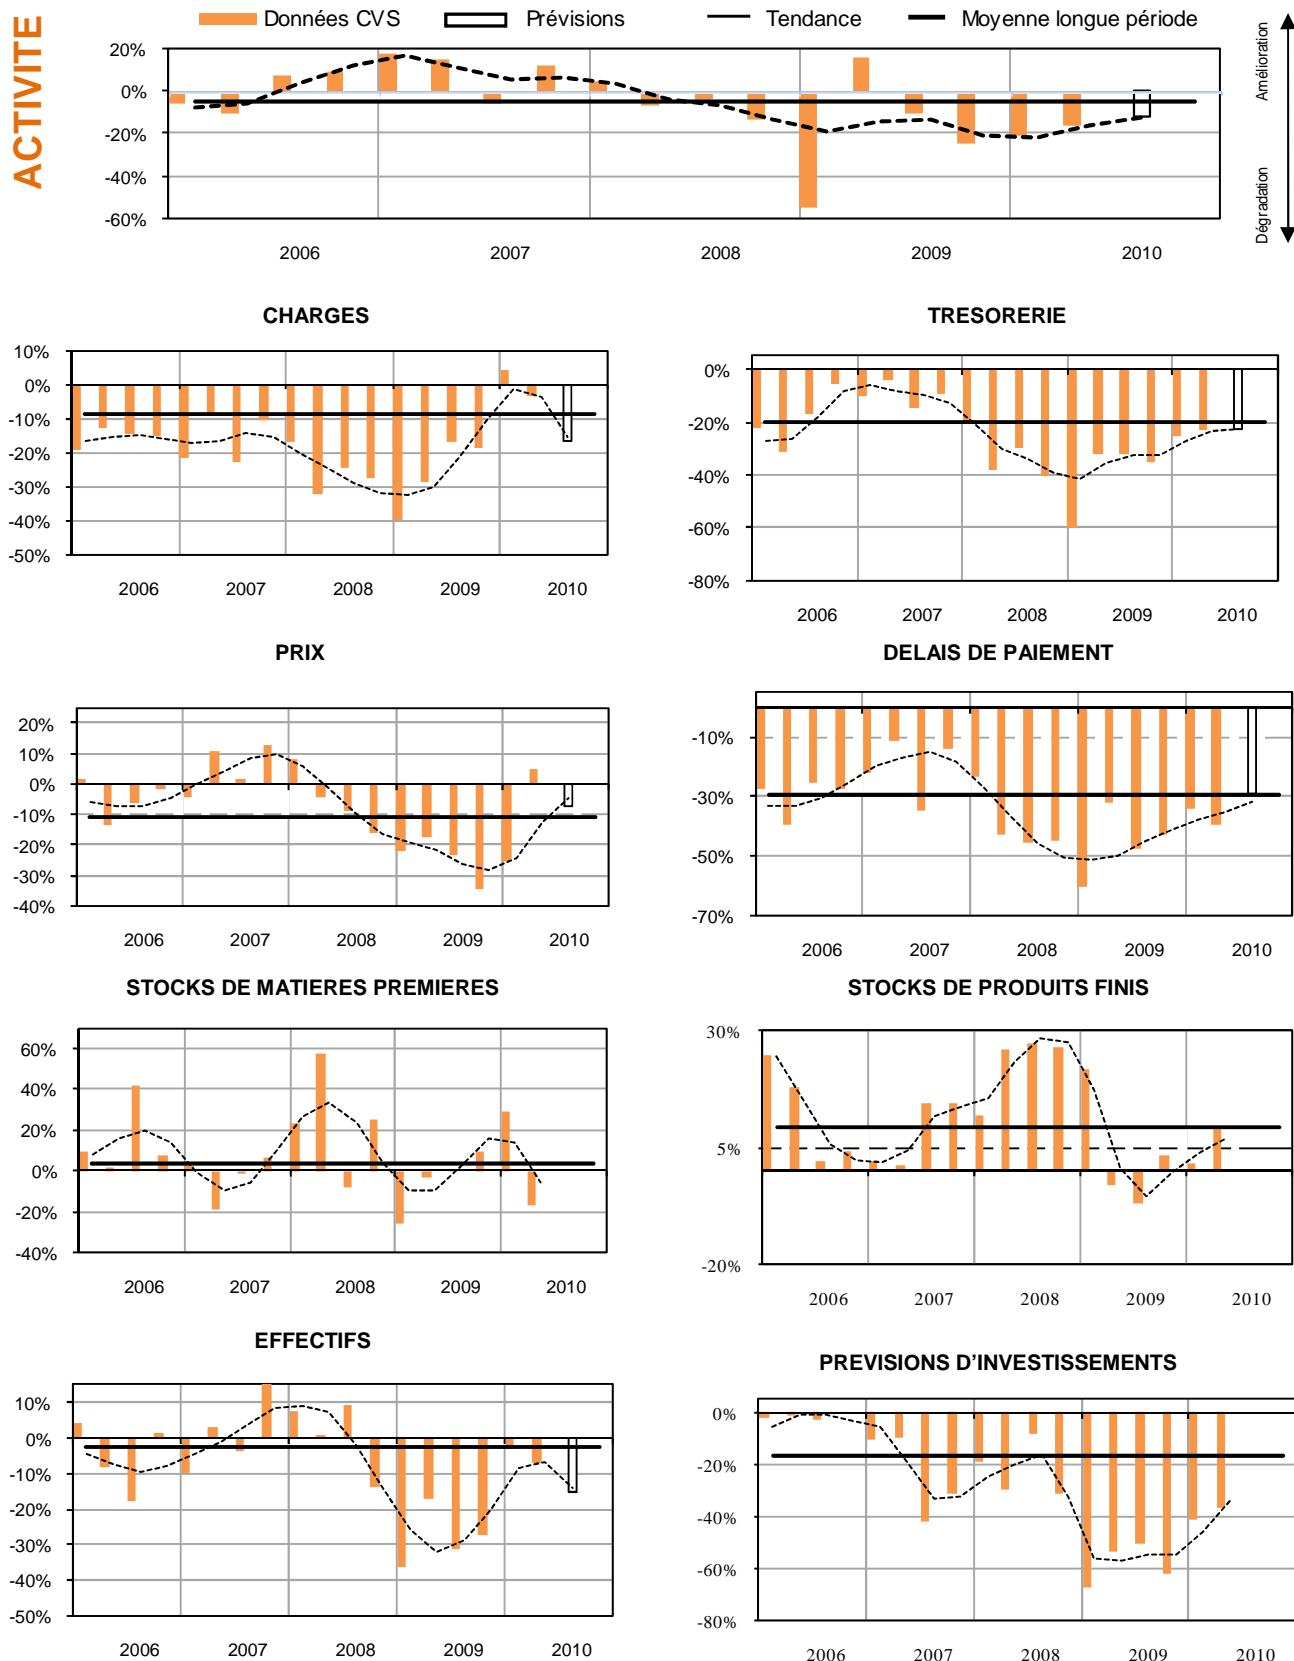 ACTIVITE
Données CVS Prévisions Tendance Moyenne longue période
20%
0%
-20%
-40%
-60%
2006 2007 2008 2009 2010
Amélioration
Dégradation
CHARGES
10%
0%
-10%
-20%
-30%
-40%
-50%
2006 2007 2008 2009 2010
TRESORERIE
0%
-20%
-40%
-60%
-80%
2006 2007 2008 2009 2010
PRIX
20%
10%
0%
-10%
-20%
-30%
-40%
2006 2007 2008 2009 2010
DELAIS DE PAIEMENT
-10%
-30%
-50%
-70%
2006 2007 2008 2009 2010
STOCKS DE MATIERES PREMIERES
60%
40%
20%
0%
-20%
-40%
2006 2007 2008 2009 2010
STOCKS DE PRODUITS FINIS
30%
5%
-20%
2006 2007 2008 2009 2010
EFFECTIFS
10%
0%
-10%
-20%
-30%
-40%
-50%
2006 2007 2008 2009 2010
PREVISIONS D’INVESTISSEMENTS
0%
-20%
-40%
-60%
-80%
2006 2007 2008 2009 2010